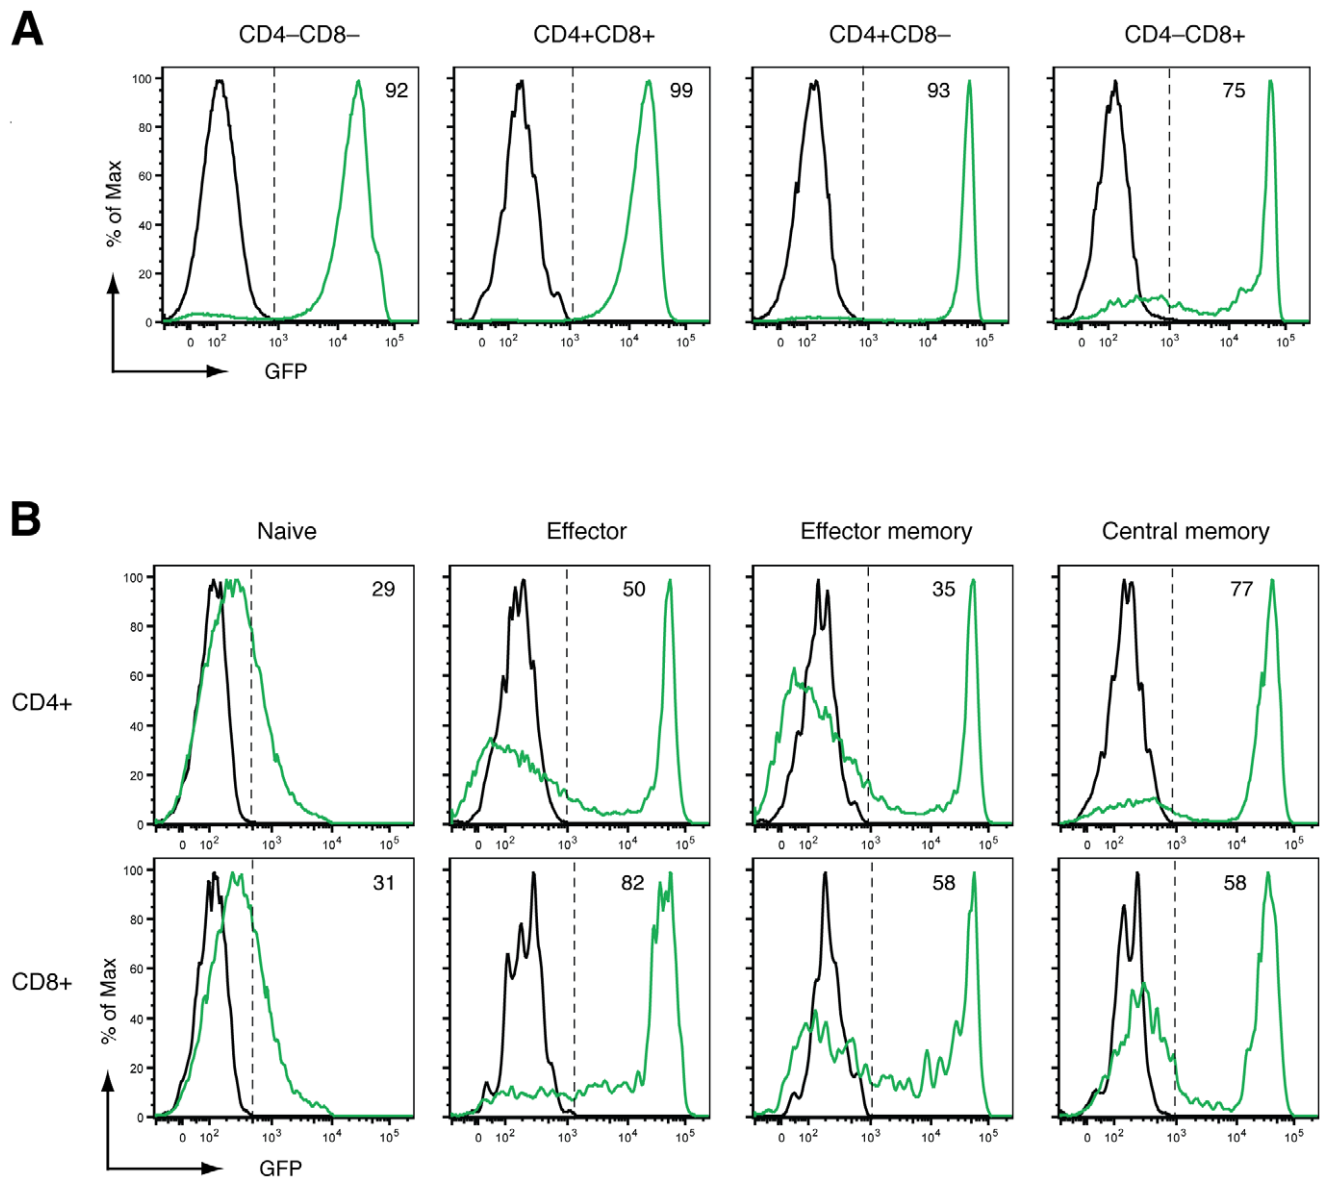 A
CD4–CD8– CD4+CD8+ CD4+CD8– CD4–CD8+
100 92 99 93 75
80
60
40
20
0
% of Max
0 10² 10³ 10⁴ 10⁵ 0 10² 10³ 10⁴ 10⁵ 0 10² 10³ 10⁴ 10⁵ 0 10² 10³ 10⁴ 10⁵
GFP
B
Naive Effector Effector memory Central memory
CD4+
100 29 50 35 77
80
60
40
20
0
0 10² 10³ 10⁴ 10⁵ 0 10² 10³ 10⁴ 10⁵ 0 10² 10³ 10⁴ 10⁵ 0 10² 10³ 10⁴ 10⁵
CD8+
100 31 82 58 58
80
60
40
20
0
% of Max
0 10² 10³ 10⁴ 10⁵ 0 10² 10³ 10⁴ 10⁵ 0 10² 10³ 10⁴ 10⁵ 0 10² 10³ 10⁴ 10⁵
GFP